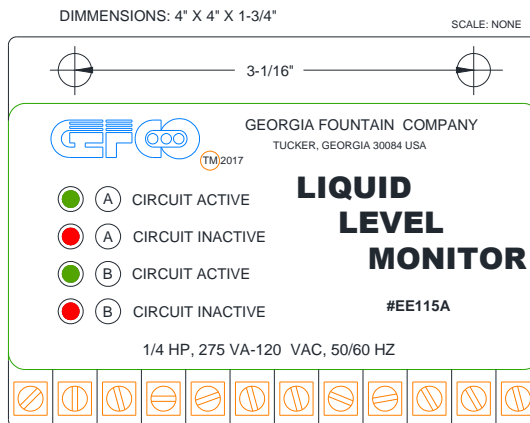 DIMMENSIONS: 4" X 4" X 1-3/4"
SCALE: NONE
3-1/16"
GEFCO
GEORGIA FOUNTAIN COMPANY
TUCKER, GEORGIA 30084 USA
TM 2017
LIQUID
LEVEL
MONITOR
A CIRCUIT ACTIVE
A CIRCUIT INACTIVE
B CIRCUIT ACTIVE
B CIRCUIT INACTIVE
#EE115A
1/4 HP, 275 VA-120 VAC, 50/60 HZ